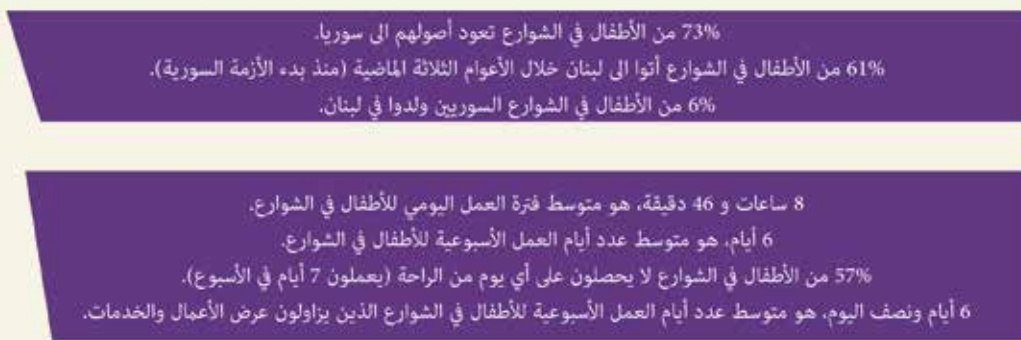 73% من الأطفال في الشوارع تعود أصولهم الى سوريا.
61% من الأطفال في الشوارع أتوا الى لبنان خلال الأعوام الثلاثة الماضية (منذ بدء الأزمة السورية).
6% من الأطفال في الشوارع السوريين ولدوا في لبنان.
8 ساعات و 46 دقيقة، هو متوسط فترة العمل اليومي للأطفال في الشوارع.
6 أيام، هو متوسط عدد أيام العمل الأسبوعية للأطفال في الشوارع.
57% من الأطفال في الشوارع لا يحصلون على أي يوم من الراحة (يعملون 7 أيام في الأسبوع).
6 أيام ونصف اليوم، هو متوسط عدد أيام العمل الأسبوعية للأطفال في الشوارع الذين يزاولون عرض الأعمال والخدمات.